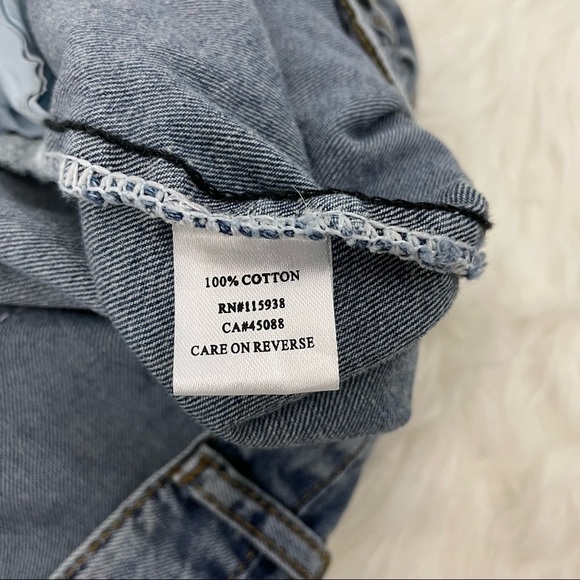 100% COTTON
RN#115938
CA#45088
CARE ON REVERSE